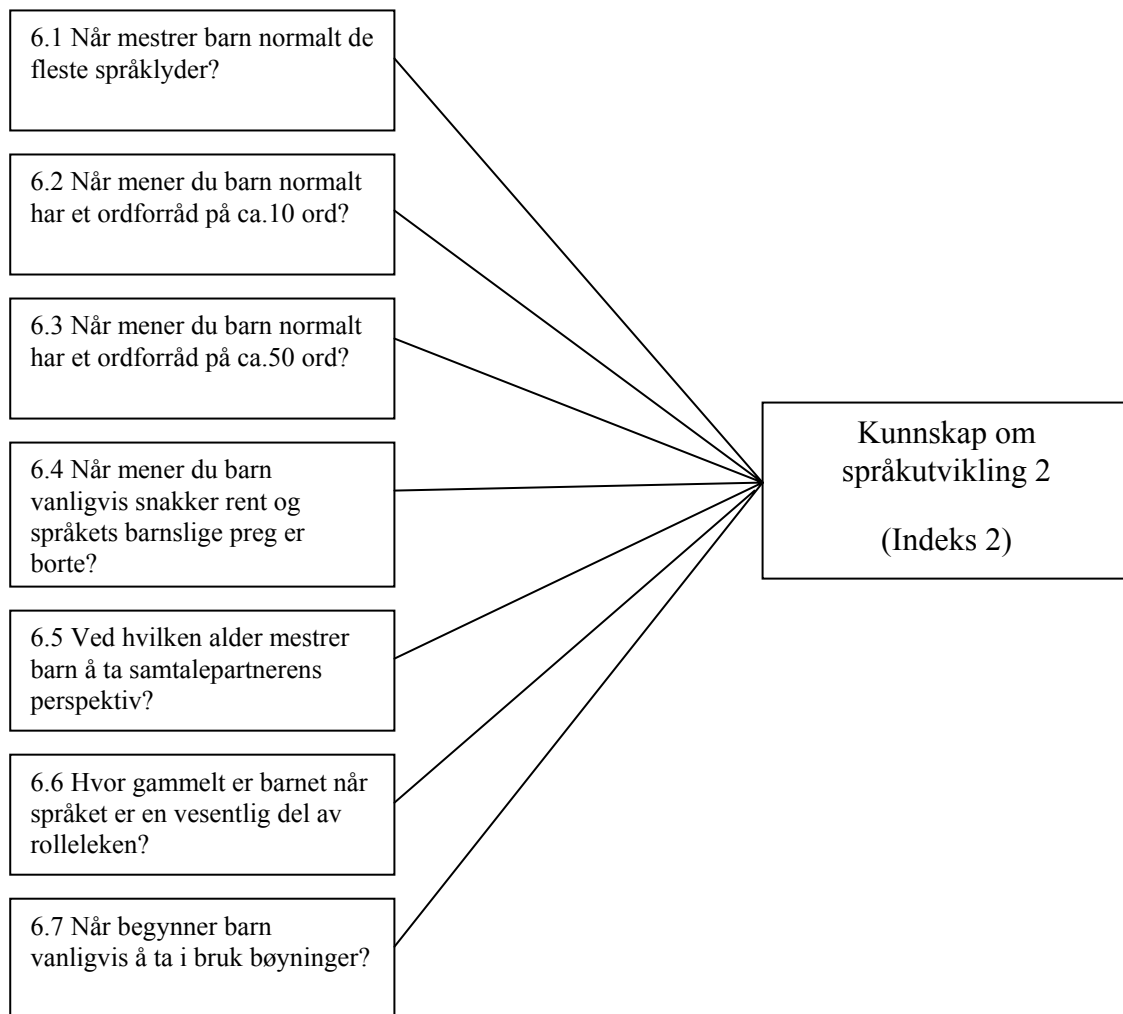 6.1 Når mestrer barn normalt de
fleste språklyder?
6.2 Når mener du barn normalt
har et ordforråd på ca.10 ord?
6.3 Når mener du barn normalt
har et ordforråd på ca.50 ord?
6.4 Når mener du barn
vanligvis snakker rent og
språkets barnslige preg er
borte?
6.5 Ved hvilken alder mestrer
barn å ta samtalepartnerens
perspektiv?
6.6 Hvor gammelt er barnet når
språket er en vesentlig del av
rolleleken?
6.7 Når begynner barn
vanligvis å ta i bruk bøyninger?
Kunnskap om
språkutvikling 2
(Indeks 2)